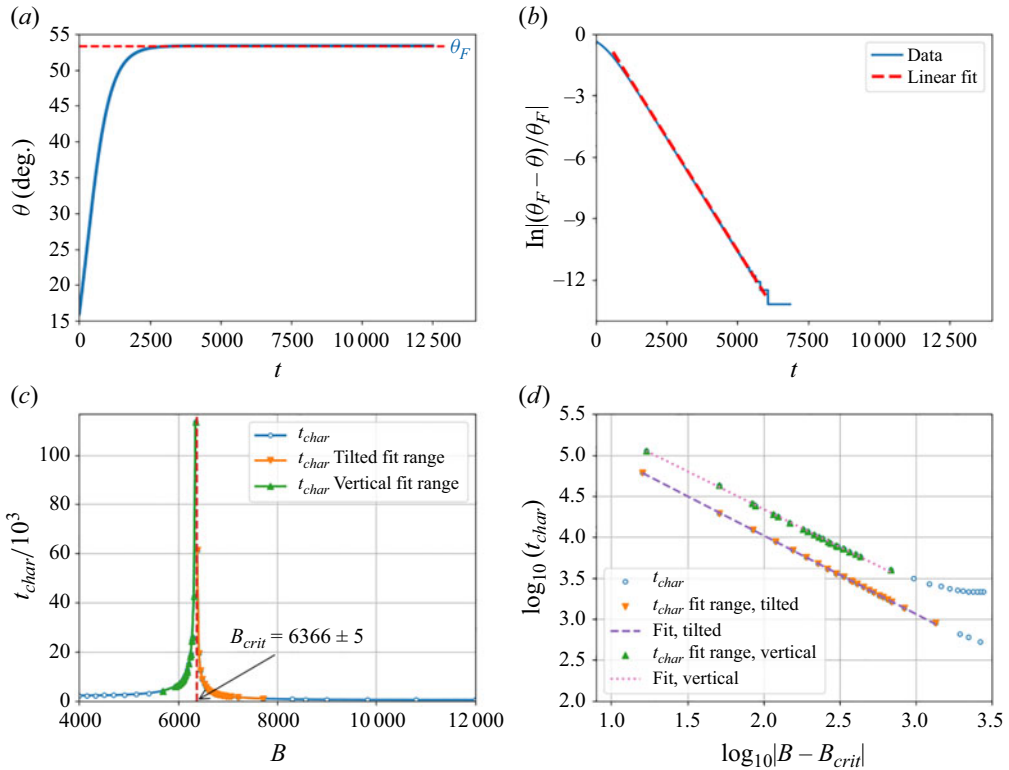 (a)
55
50
45
40
35
30
25
20
15
θ (deg.)
θF
0
2500
5000
7500
10 000
12 500
t
(b)
0
−3
−6
−9
−12
In|(θF − θ)/θF|
Data
Linear fit
0
2500
5000
7500
10 000
12 500
t
(c)
100
80
60
40
20
0
tchar/10³
tchar
tchar Tilted fit range
tchar Vertical fit range
Bcrit = 6366 ± 5
4000
6000
8000
10 000
12 000
B
(d)
5.5
5.0
4.5
4.0
3.5
3.0
2.5
2.0
log10 (tchar)
tchar
tchar fit range, tilted
Fit, tilted
tchar fit range, vertical
Fit, vertical
1.0
1.5
2.0
2.5
3.0
3.5
log10|B − Bcrit|